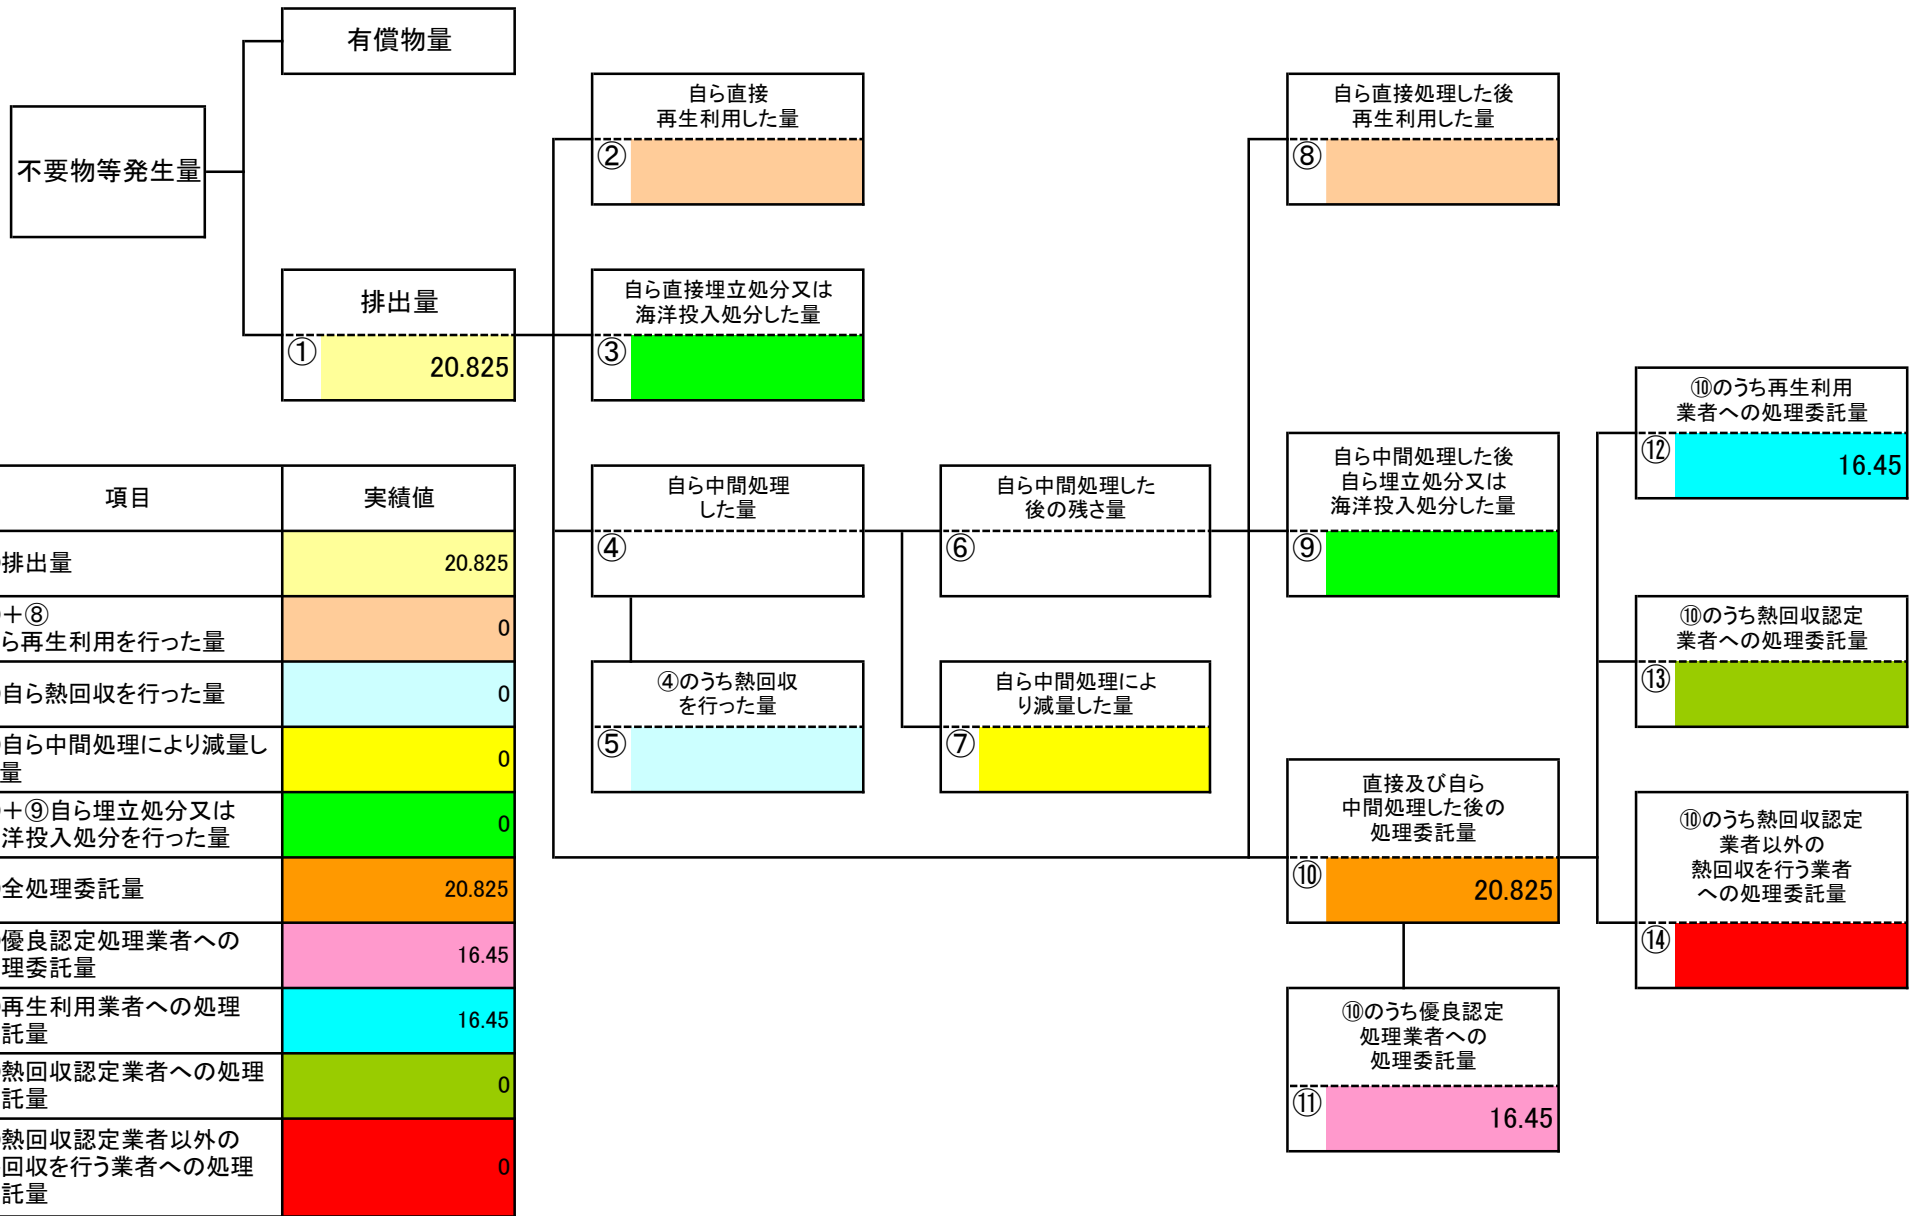 有償物量
不要物等発生量
排出量
①
20.825
自ら直接
再生利用した量
②
自ら直接埋立処分又は
海洋投入処分した量
③
自ら中間処理
した量
④
④のうち熱回収
を行った量
⑤
自ら中間処理した
後の残さ量
⑥
自ら中間処理によ
り減量した量
⑦
自ら直接処理した後
再生利用した量
⑧
自ら中間処理した後
自ら埋立処分又は
海洋投入処分した量
⑨
直接及び自ら
中間処理した後の
処理委託量
⑩
20.825
⑩のうち優良認定
処理業者への
処理委託量
⑪
16.45
⑩のうち再生利用
業者への処理委託量
⑫
16.45
⑩のうち熱回収認定
業者への処理委託量
⑬
⑩のうち熱回収認定
業者以外の
熱回収を行う業者
への処理委託量
⑭
項目 実績値
排出量 20.825
+⑧
ら再生利用を行った量 0
自ら熱回収を行った量 0
自ら中間処理により減量し
量 0
+⑨自ら埋立処分又は
洋投入処分を行った量 0
全処理委託量 20.825
優良認定処理業者への
理委託量 16.45
再生利用業者への処理
託量 16.45
熱回収認定業者への処理
託量 0
熱回収認定業者以外の
回収を行う業者への処理
託量 0